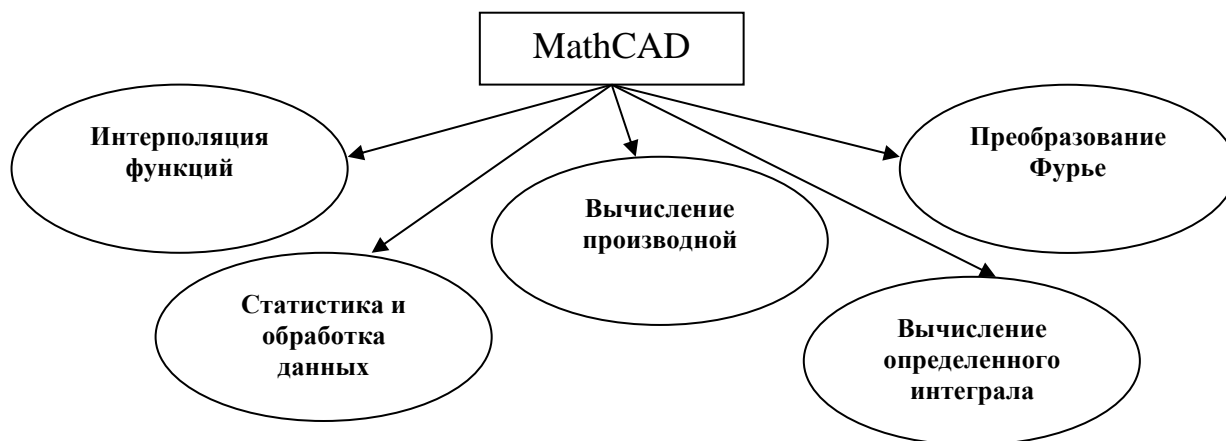 MathCAD
Интерполяция
функций
Преобразование
Фурье
Вычисление
производной
Статистика и
обработка
данных
Вычисление
определенного
интеграла